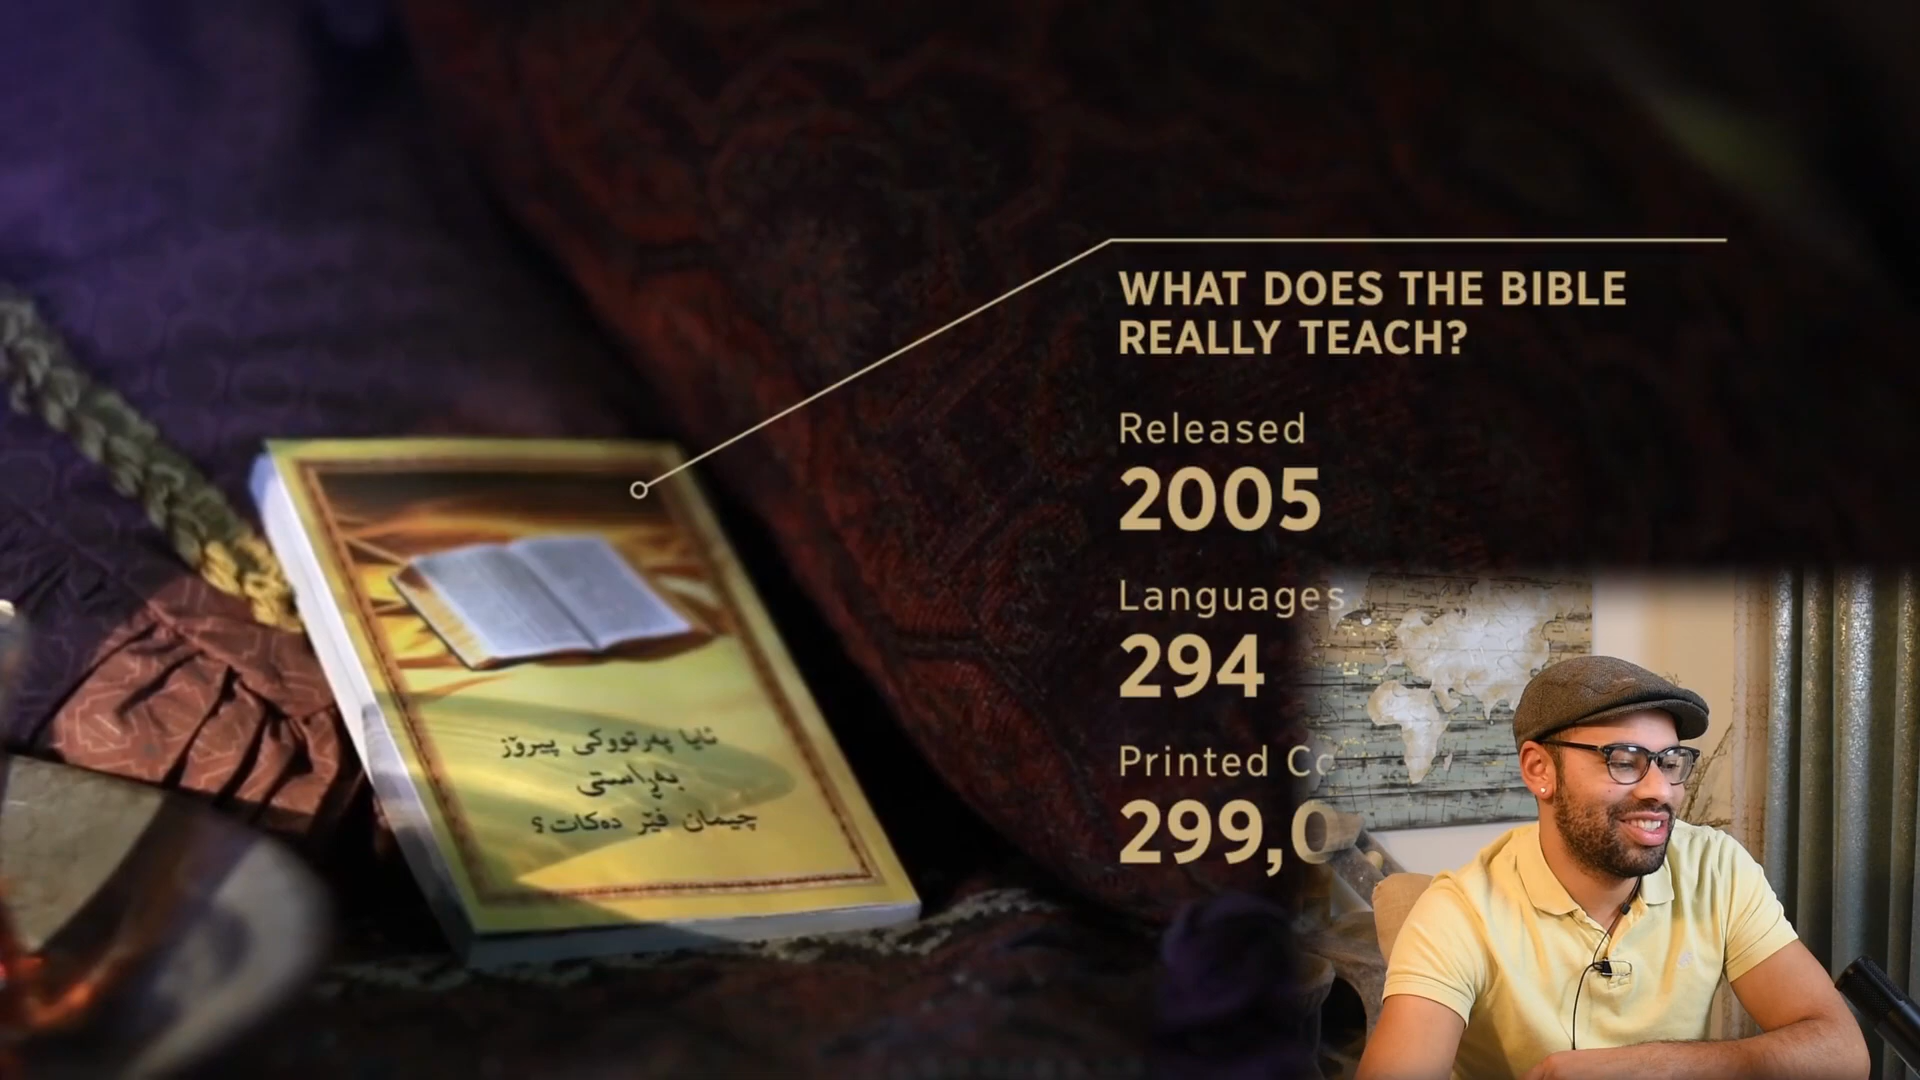 WHAT DOES THE BIBLE
REALLY TEACH?
Released
2005
Languages
294
Printed
299,0
ئایا پەرتووکی پیرۆز
بەڕاستی
چیمان فێر دەکات؟